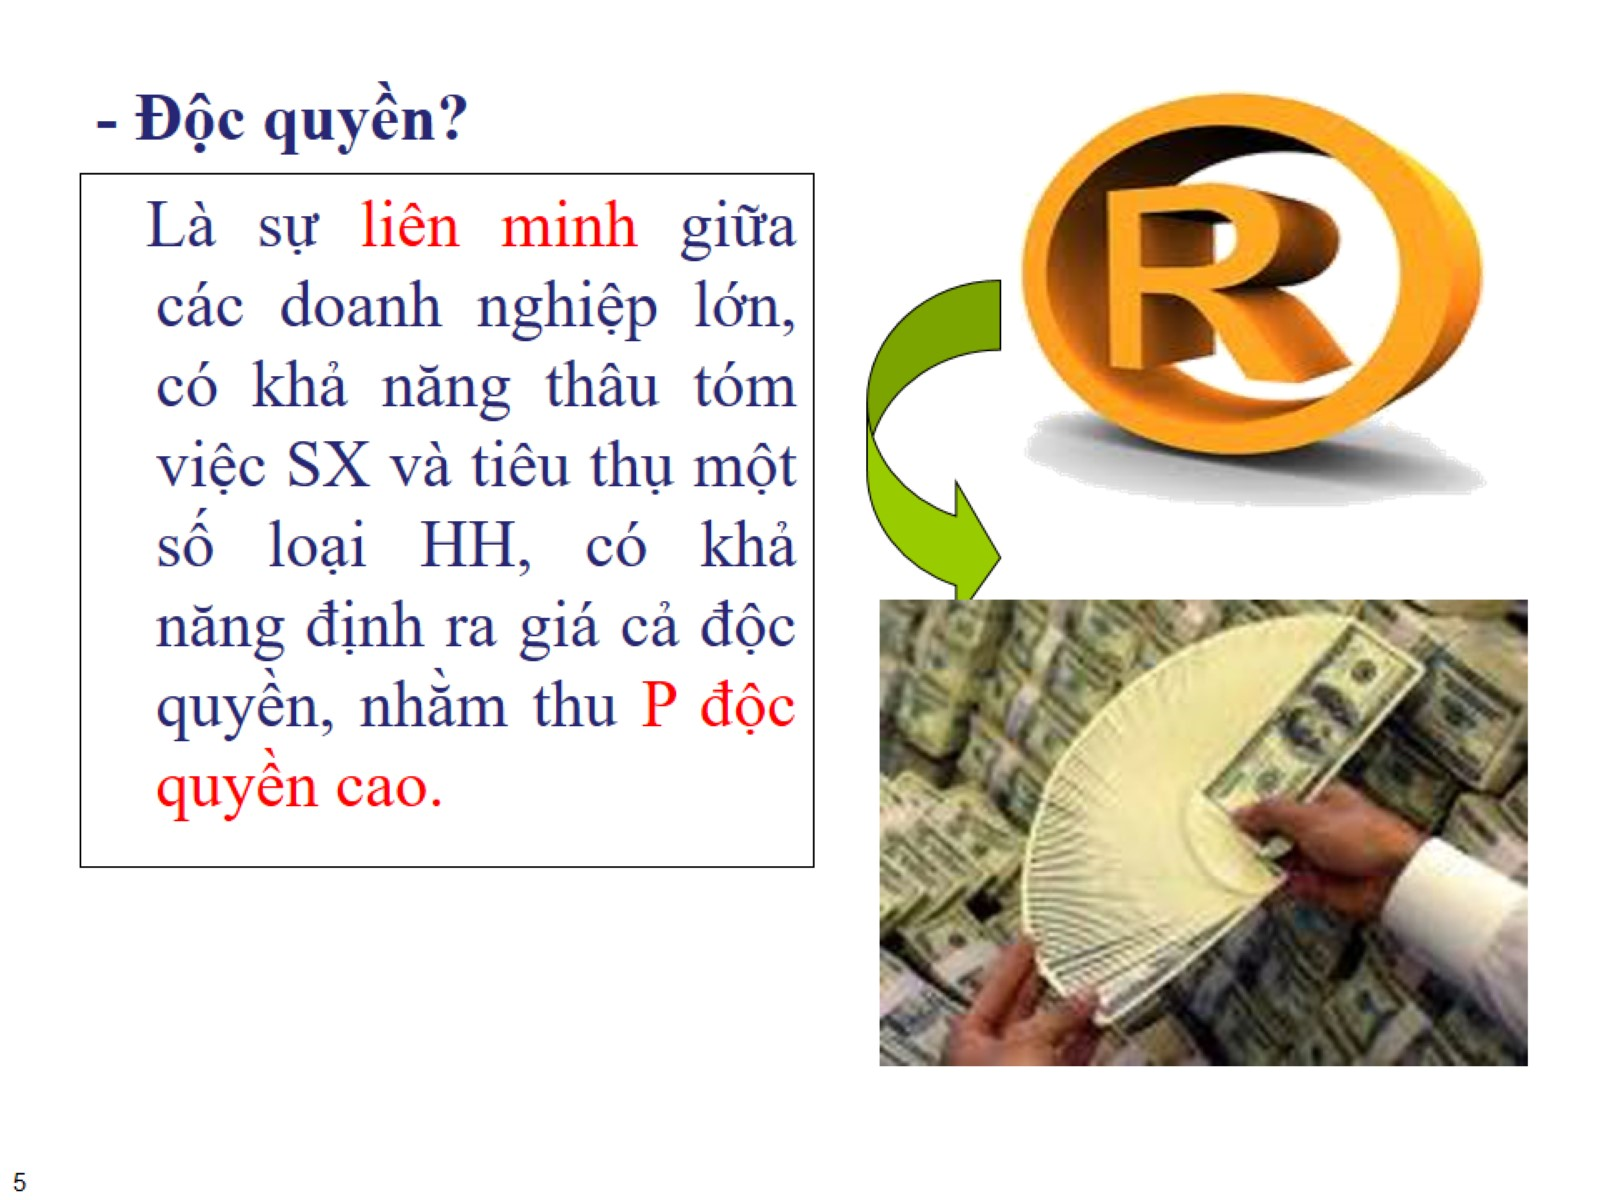 - Độc quyền?
Là sự liên minh giữa
các doanh nghiệp lớn,
có khả năng thâu tóm
việc SX và tiêu thụ một
số loại HH, có khả
năng định ra giá cả độc
quyền, nhằm thu P độc
quyền cao.
R
5